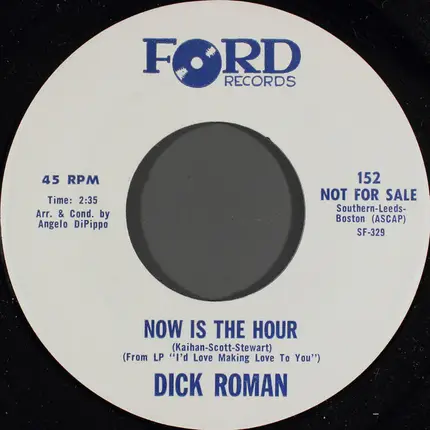 FORD
RECORDS
45 RPM
Time: 2:35
Arr. & Cond. by
Angelo DiPippo
152
NOT FOR SALE
Southern-Leeds-
Boston (ASCAP)
SF-329
NOW IS THE HOUR
(Kaihan-Scott-Stewart)
(From LP "I'd Love Making Love To You")
DICK ROMAN